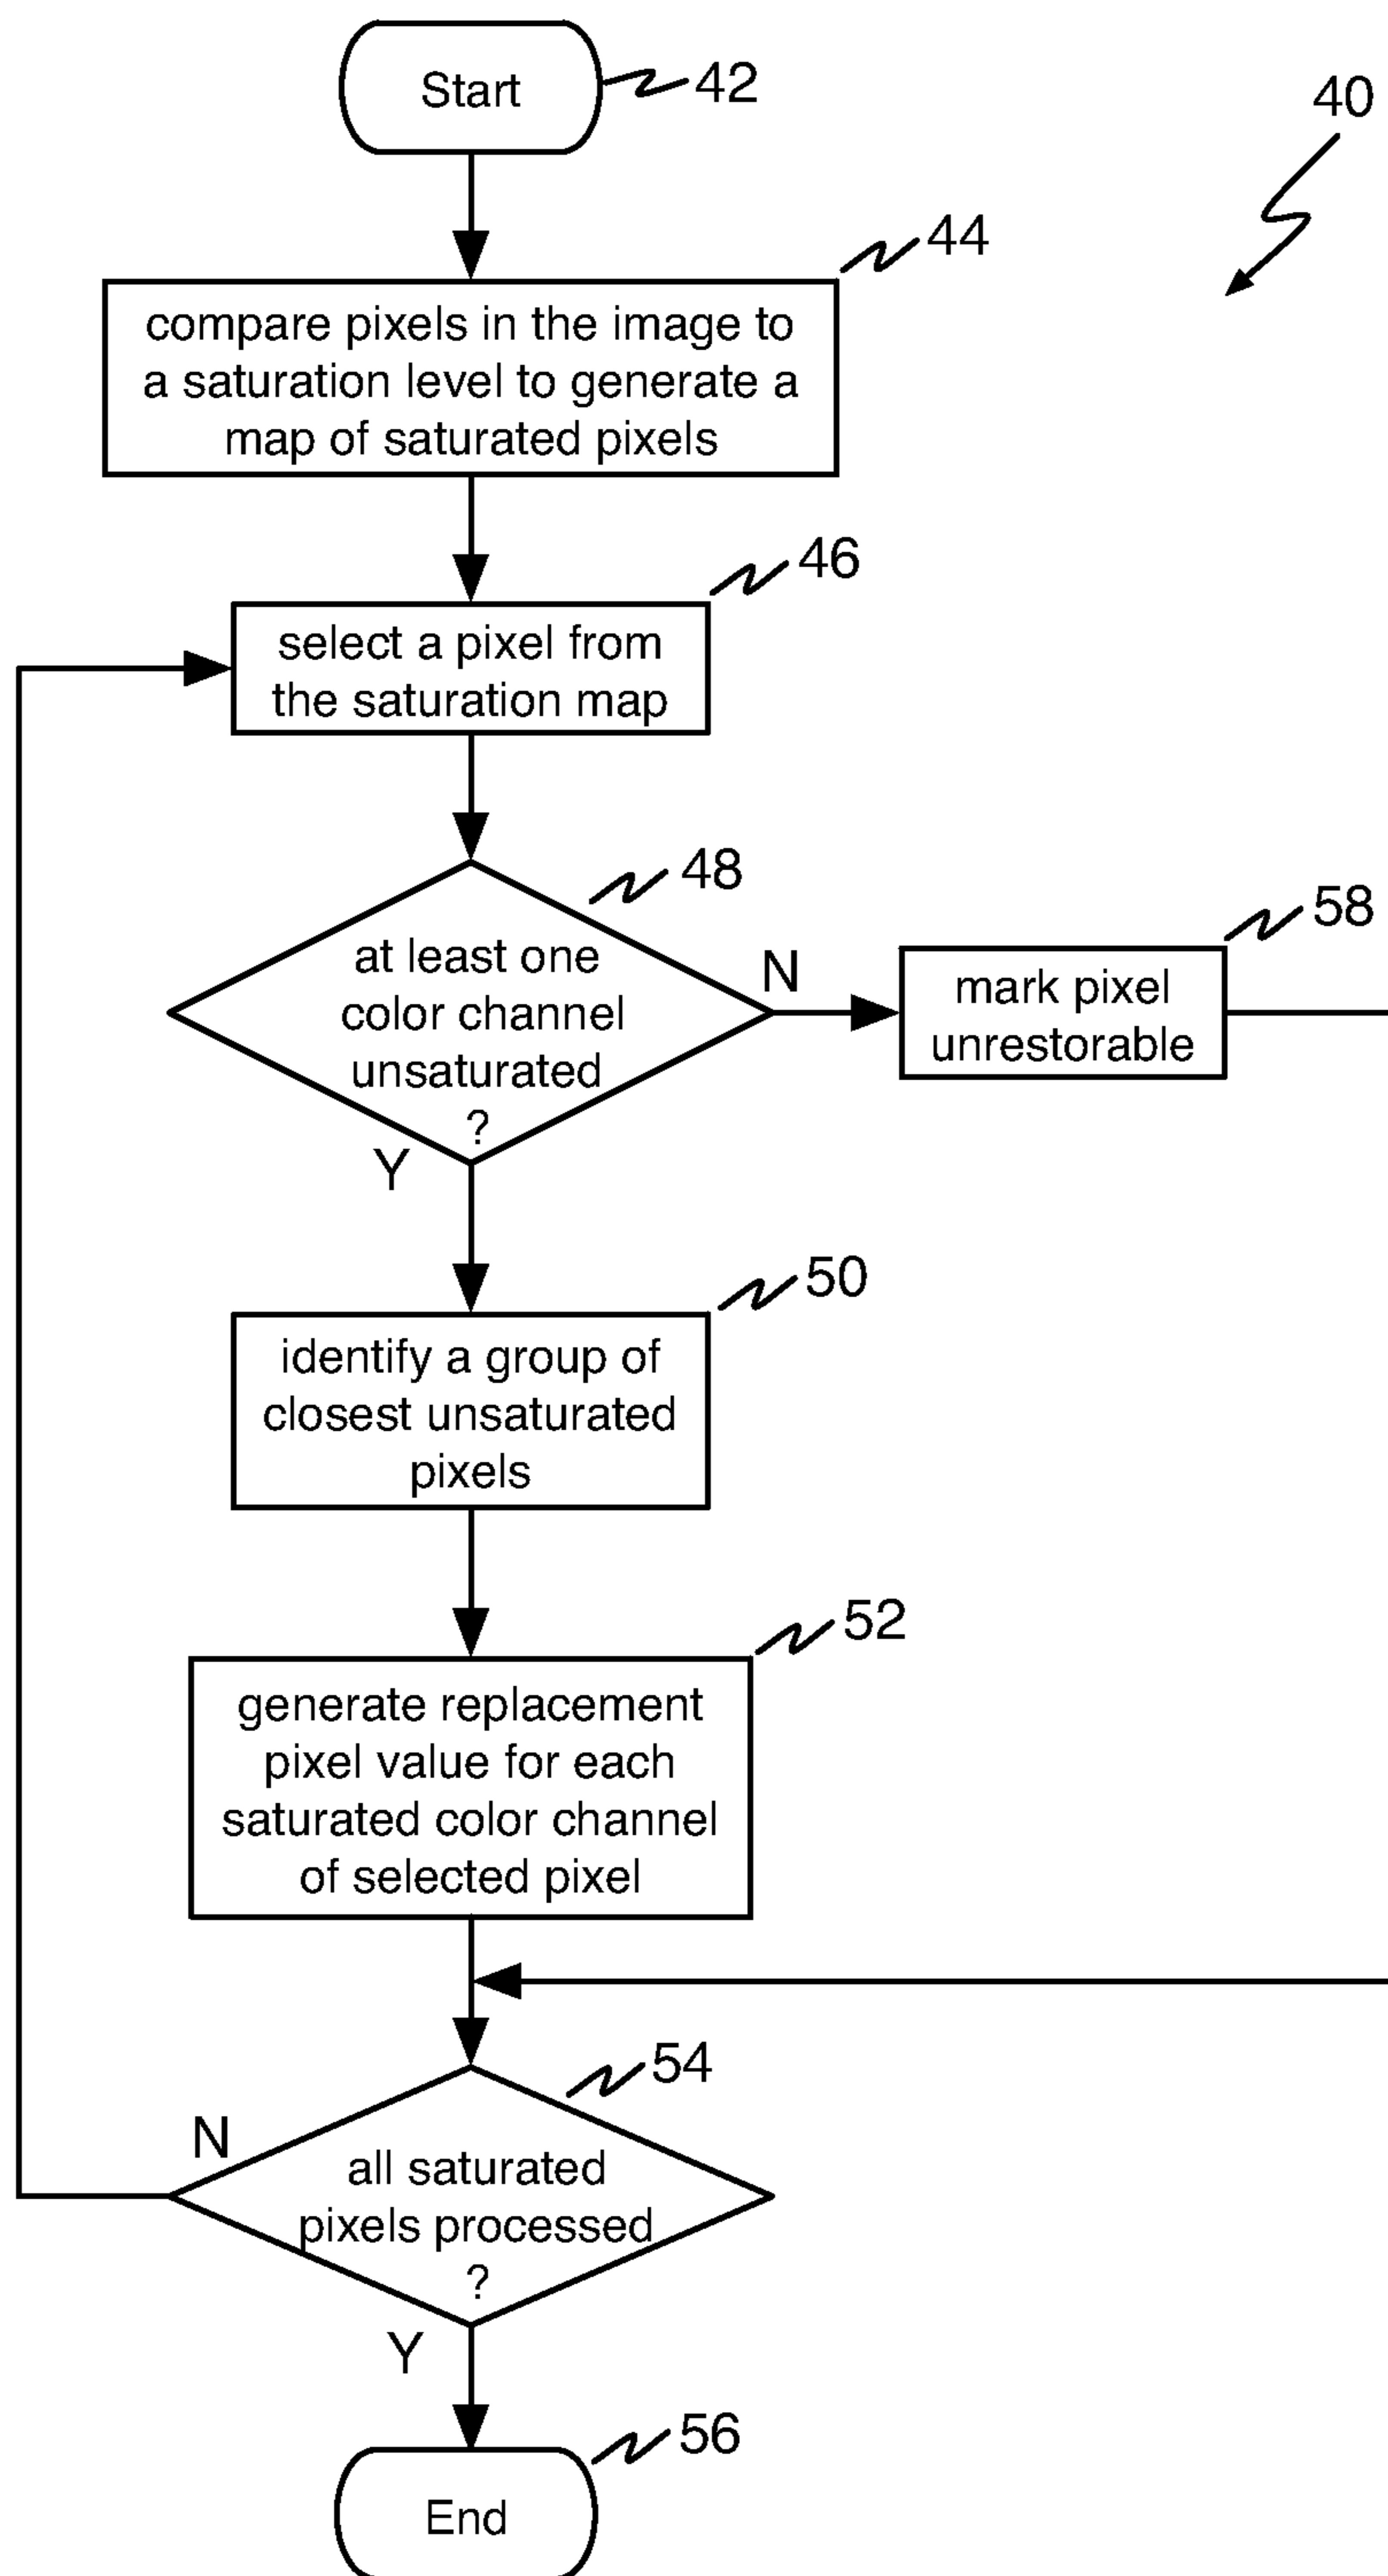 Start
42
40
44
compare pixels in the image to
a saturation level to generate a
map of saturated pixels
46
select a pixel from
the saturation map
48
at least one
color channel
unsaturated
?
N
58
mark pixel
unrestorable
Y
50
identify a group of
closest unsaturated
pixels
52
generate replacement
pixel value for each
saturated color channel
of selected pixel
54
N
all saturated
pixels processed
?
Y
56
End